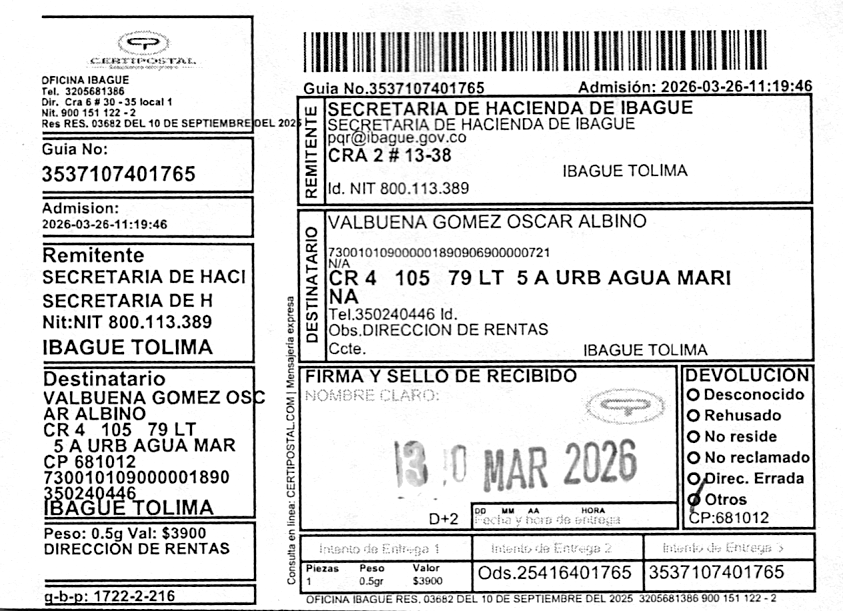 CERTIPOSTAL
OFICINA IBAGUE
Tel. 3205681386
Dir. Cra 6 # 30 - 35 local 1
Nit. 900 151 122 - 2
Res RES. 03682 DEL 10 DE SEPTIEMBRE DEL 2025
Guia No:
3537107401765
Admision:
2026-03-26-11:19:46
Remitente
SECRETARIA DE HACI
SECRETARIA DE H
Nit:NIT 800.113.389
IBAGUE TOLIMA
Destinatario
VALBUENA GOMEZ OSC
AR ALBINO
CR 4 105 79 LT
5 A URB AGUA MAR
CP 681012
7300101090000001890
350240446
IBAGUE TOLIMA
Peso: 0.5g Val: $3900
DIRECCION DE RENTAS
g-b-p: 1722-2-216
Consulta en linea: CERTIPOSTAL.COM | Mensajeria expresa
Guia No.3537107401765 Admisión: 2026-03-26-11:19:46
REMITENTE
SECRETARIA DE HACIENDA DE IBAGUE
SECRETARIA DE HACIENDA DE IBAGUE
pqr@ibague.gov.co
CRA 2 # 13-38
IBAGUE TOLIMA
Id. NIT 800.113.389
DESTINATARIO
VALBUENA GOMEZ OSCAR ALBINO
730010109000001890906900000721
N/A
CR 4 105 79 LT 5 A URB AGUA MARI
NA
Tel.350240446 Id.
Obs.DIRECCION DE RENTAS
Ccte. IBAGUE TOLIMA
FIRMA Y SELLO DE RECIBIDO
NOMBRE CLARO:
MAR 2026
D+2
DD MM AA HORA
Fecha y hora de entrega
DEVOLUCION
Desconocido
Rehusado
No reside
No reclamado
Direc. Errada
Otros
CP:681012
Intento de Entrega 1 Intento de Entrega 2 Intento de Entrega 3
Piezas Peso Valor
1 0.5gr $3900
Ods.25416401765 3537107401765
OFICINA IBAGUE RES. 03682 DEL 10 DE SEPTIEMBRE DEL 2025 3205681386 900 151 122 - 2